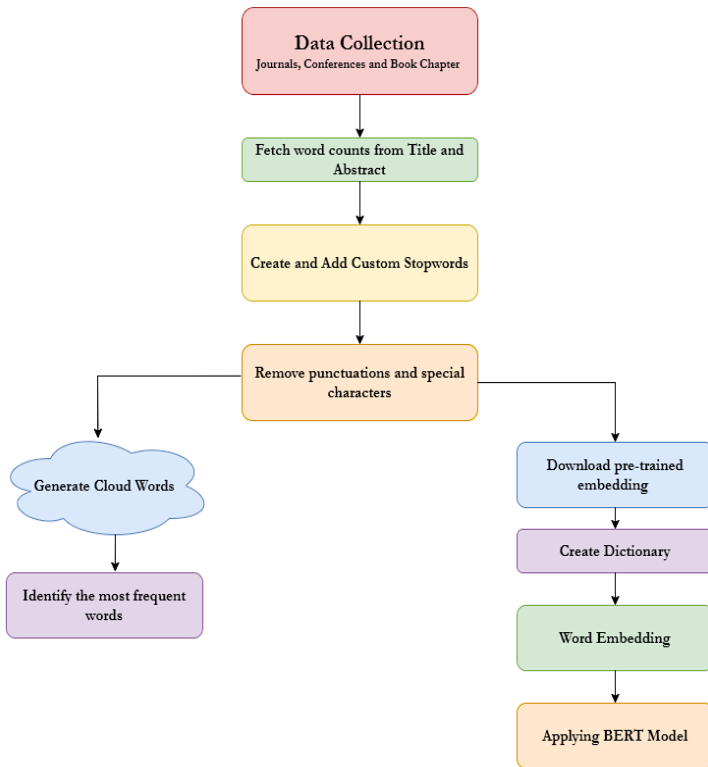 Data Collection
Journals, Conferences and Book Chapter
Fetch word counts from Title and
Abstract
Create and Add Custom Stopwords
Remove punctuations and special
characters
Generate Cloud Words
Identify the most frequent
words
Download pre-trained
embedding
Create Dictionary
Word Embedding
Applying BERT Model